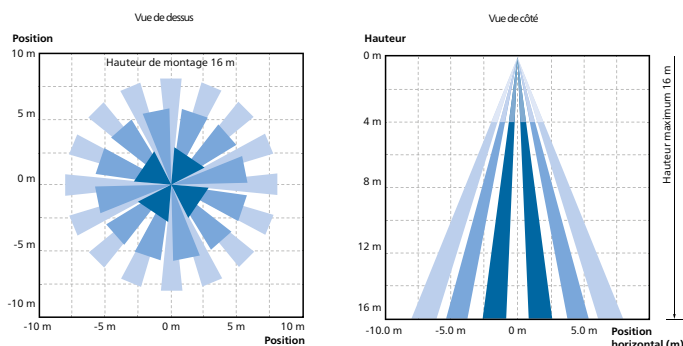 Vue de dessus
Position
10 m
Hauteur de montage 16 m
5 m
0 m
-5 m
-10 m
-10 m
-5 m
0 m
5 m
10 m
Position
Vue de côté
Hauteur
0 m
4 m
8 m
12 m
16 m
-10.0 m
-5.0 m
0 m
5.0 m
Position
horizontal (m)
Hauteur maximum 16 m